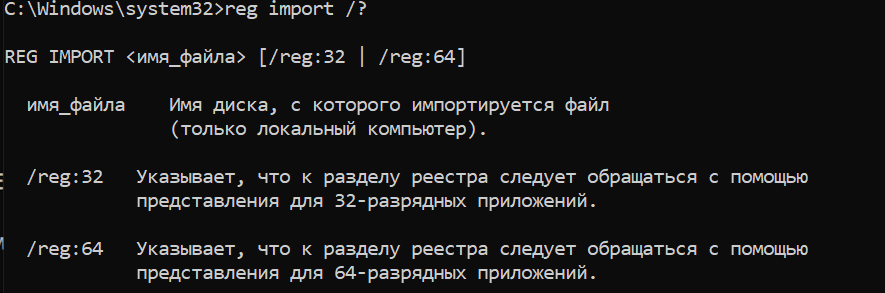 C:\Windows\system32>reg import /?
REG IMPORT <имя_файла> [/reg:32 | /reg:64]
имя_файла    Имя диска, с которого импортируется файл
(только локальный компьютер).
/reg:32  Указывает, что к разделу реестра следует обращаться с помощью
представления для 32-разрядных приложений.
/reg:64  Указывает, что к разделу реестра следует обращаться с помощью
представления для 64-разрядных приложений.